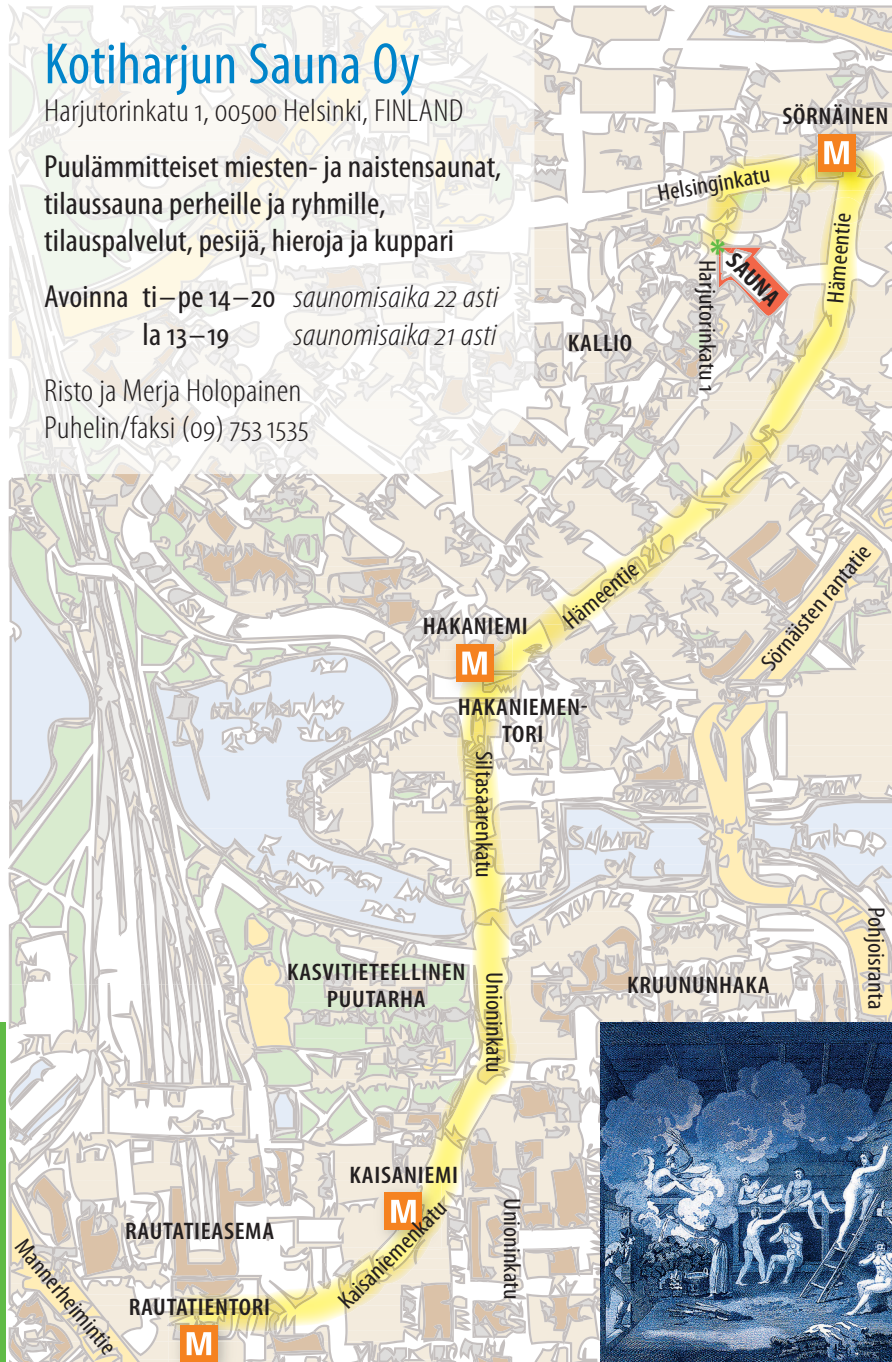 Kotiharjun Sauna Oy
Harjutorinkatu 1, 00500 Helsinki, FINLAND
Puulämmitteiset miesten- ja naistensaunat,
tilaussauna perheille ja ryhmille,
tilauspalvelut, pesijä, hieroja ja kuppari
Avoinna ti–pe 14–20 saunomisaika 22 asti
la 13–19 saunomisaika 21 asti
Risto ja Merja Holopainen
Puhelin/faksi (09) 753 1535
SÖRNÄINEN
M
Helsinginkatu
Hämeentie
SAUNA
Harjutorinkatu 1
KALLIO
Hämeentie
Sörnäisten rantatie
HAKANIEMI
M
HAKANIEMEN-
TORI
Siltasaarenkatu
Pohjoisranta
KASVITIETEELLINEN
PUUTARHA
Unioninkatu
KRUUNUNHAKA
KAISANIEMI
M
Unioninkatu
RAUTATIEASEMA
Kaisaniemenkatu
Mannerheimintie
RAUTATIENTORI
M